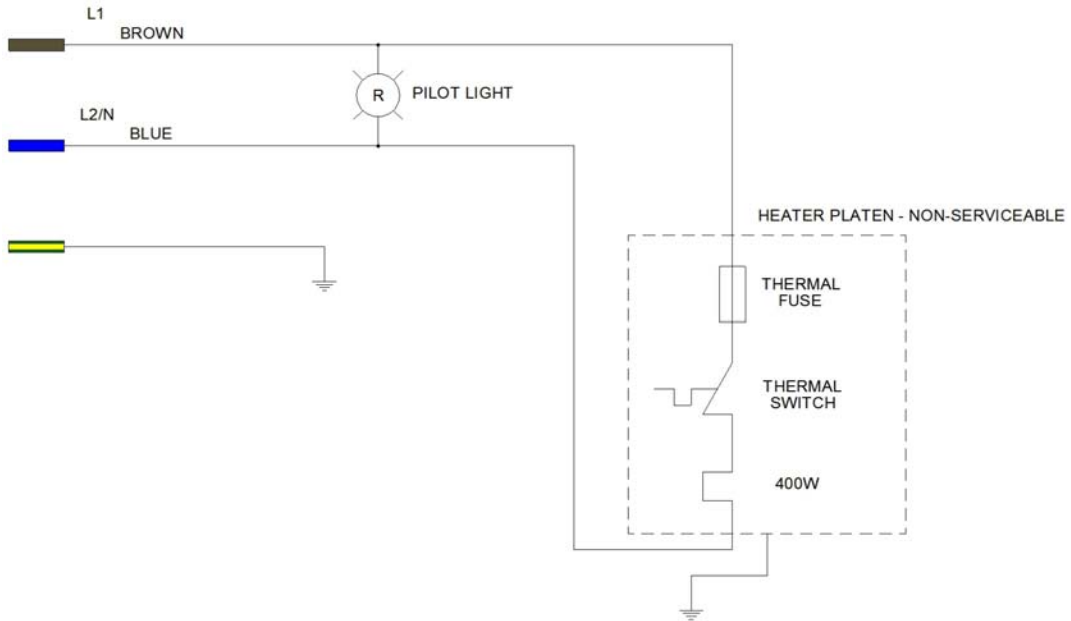 L1
BROWN
R
PILOT LIGHT
L2/N
BLUE
HEATER PLATEN - NON-SERVICEABLE
THERMAL
FUSE
THERMAL
SWITCH
400W